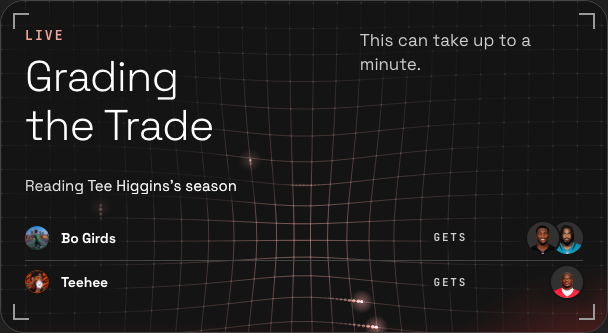 LIVE
Grading
the Trade
This can take up to a
minute.
Reading Tee Higgins's season
Bo Girds
GETS
Teehee
GETS